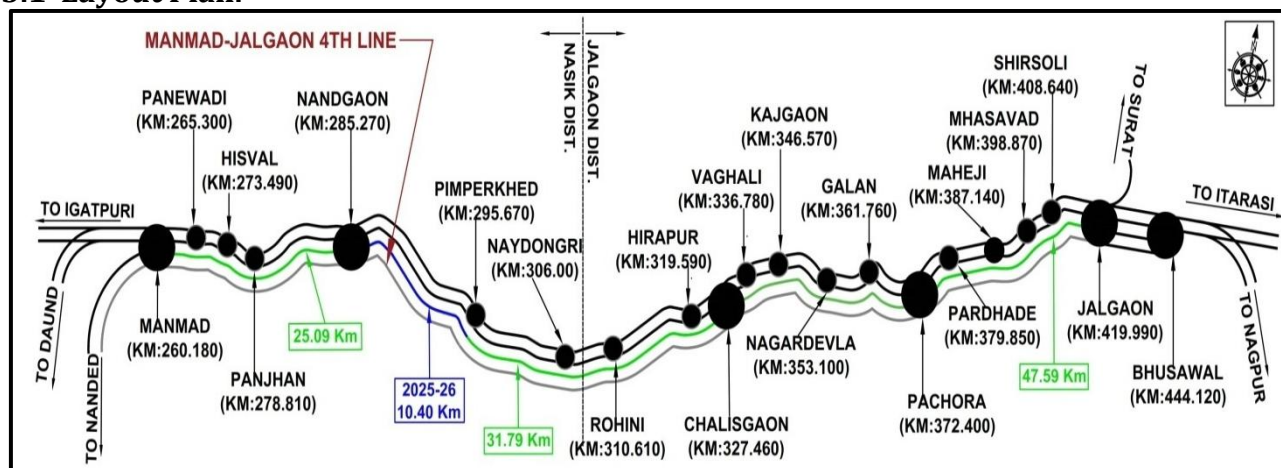 3.1 Layout Plan:
MANMAD-JALGAON 4TH LINE
NASIK DIST.
JALGAON DIST.
TO SURAT
N
SHIRSOLI
(KM:408.640)
PANEWADI
(KM:265.300)
NANDGAON
(KM:285.270)
KAJGAON
(KM:346.570)
MHASAVAD
(KM:398.870)
HISVAL
(KM:273.490)
PIMPERKHED
(KM:295.670)
VAGHALI
(KM:336.780)
GALAN
(KM:361.760)
MAHEJI
(KM:387.140)
TO IGATPURI
TO ITARASI
NAYDONGRI
(KM:306.00)
HIRAPUR
(KM:319.590)
TO DAUND
TO NANDED
MANMAD
(KM:260.180)
25.09 Km
PANJHAN
(KM:278.810)
2025-26
10.40 Km
31.79 Km
ROHINI
(KM:310.610)
CHALISGAON
(KM:327.460)
NAGARDEVLA
(KM:353.100)
PACHORA
(KM:372.400)
PARDHADE
(KM:379.850)
47.59 Km
JALGAON
(KM:419.990)
BHUSAWAL
(KM:444.120)
TO NAGPUR